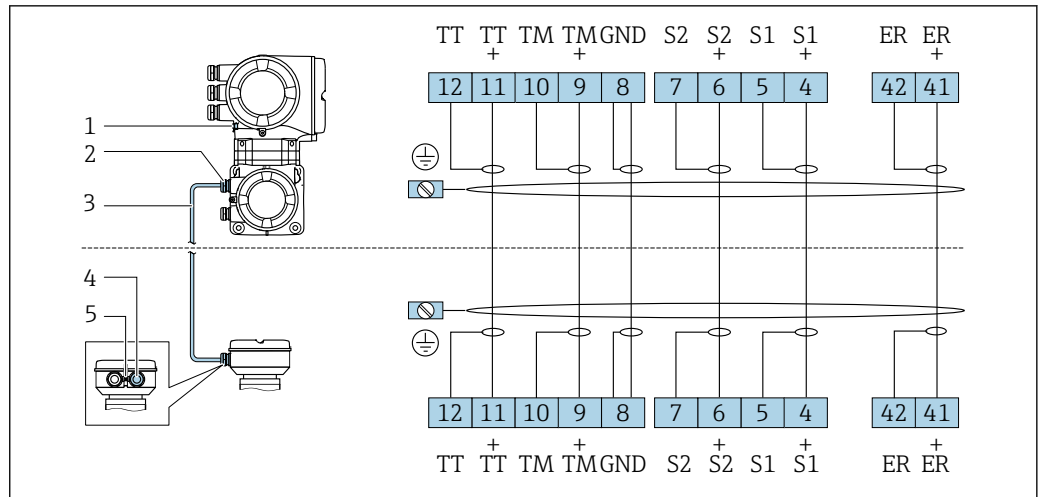 TT TT TM TM GND S2 S2 S1 S1 ER ER
+ + + + +
12 11 10 9 8 7 6 5 4 42 41
1
2
3
4
5
12 11 10 9 8 7 6 5 4 42 41
+ + + + +
TT TT TM TM GND S2 S2 S1 S1 ER ER